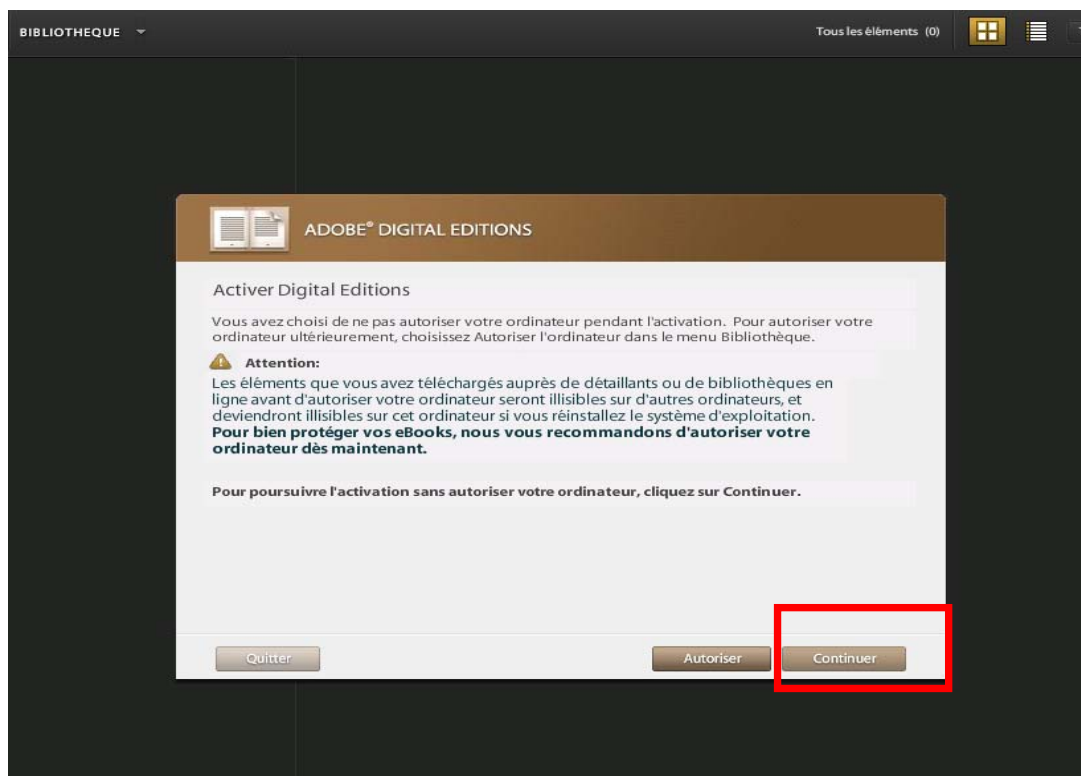 BIBLIOTHEQUE
Tous les éléments (0)
ADOBE® DIGITAL EDITIONS
Activer Digital Editions
Vous avez choisi de ne pas autoriser votre ordinateur pendant l'activation. Pour autoriser votre
ordinateur ultérieurement, choisissez Autoriser l'ordinateur dans le menu Bibliothèque.
Attention:
Les éléments que vous avez téléchargés auprès de détaillants ou de bibliothèques en
ligne avant d'autoriser votre ordinateur seront illisibles sur d'autres ordinateurs, et
deviendront illisibles sur cet ordinateur si vous réinstallez le système d'exploitation.
Pour bien protéger vos eBooks, nous vous recommandons d'autoriser votre
ordinateur dès maintenant.
Pour poursuivre l'activation sans autoriser votre ordinateur, cliquez sur Continuer.
Quitter
Autoriser
Continuer